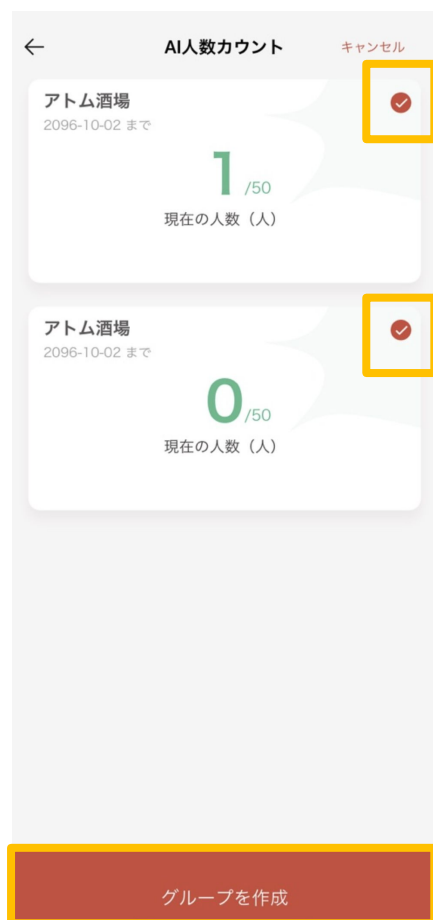 AI人数カウント キャンセル
アトム酒場
2096-10-02 まで
1 /50
現在の人数（人）
アトム酒場
2096-10-02 まで
0 /50
現在の人数（人）
グループを作成